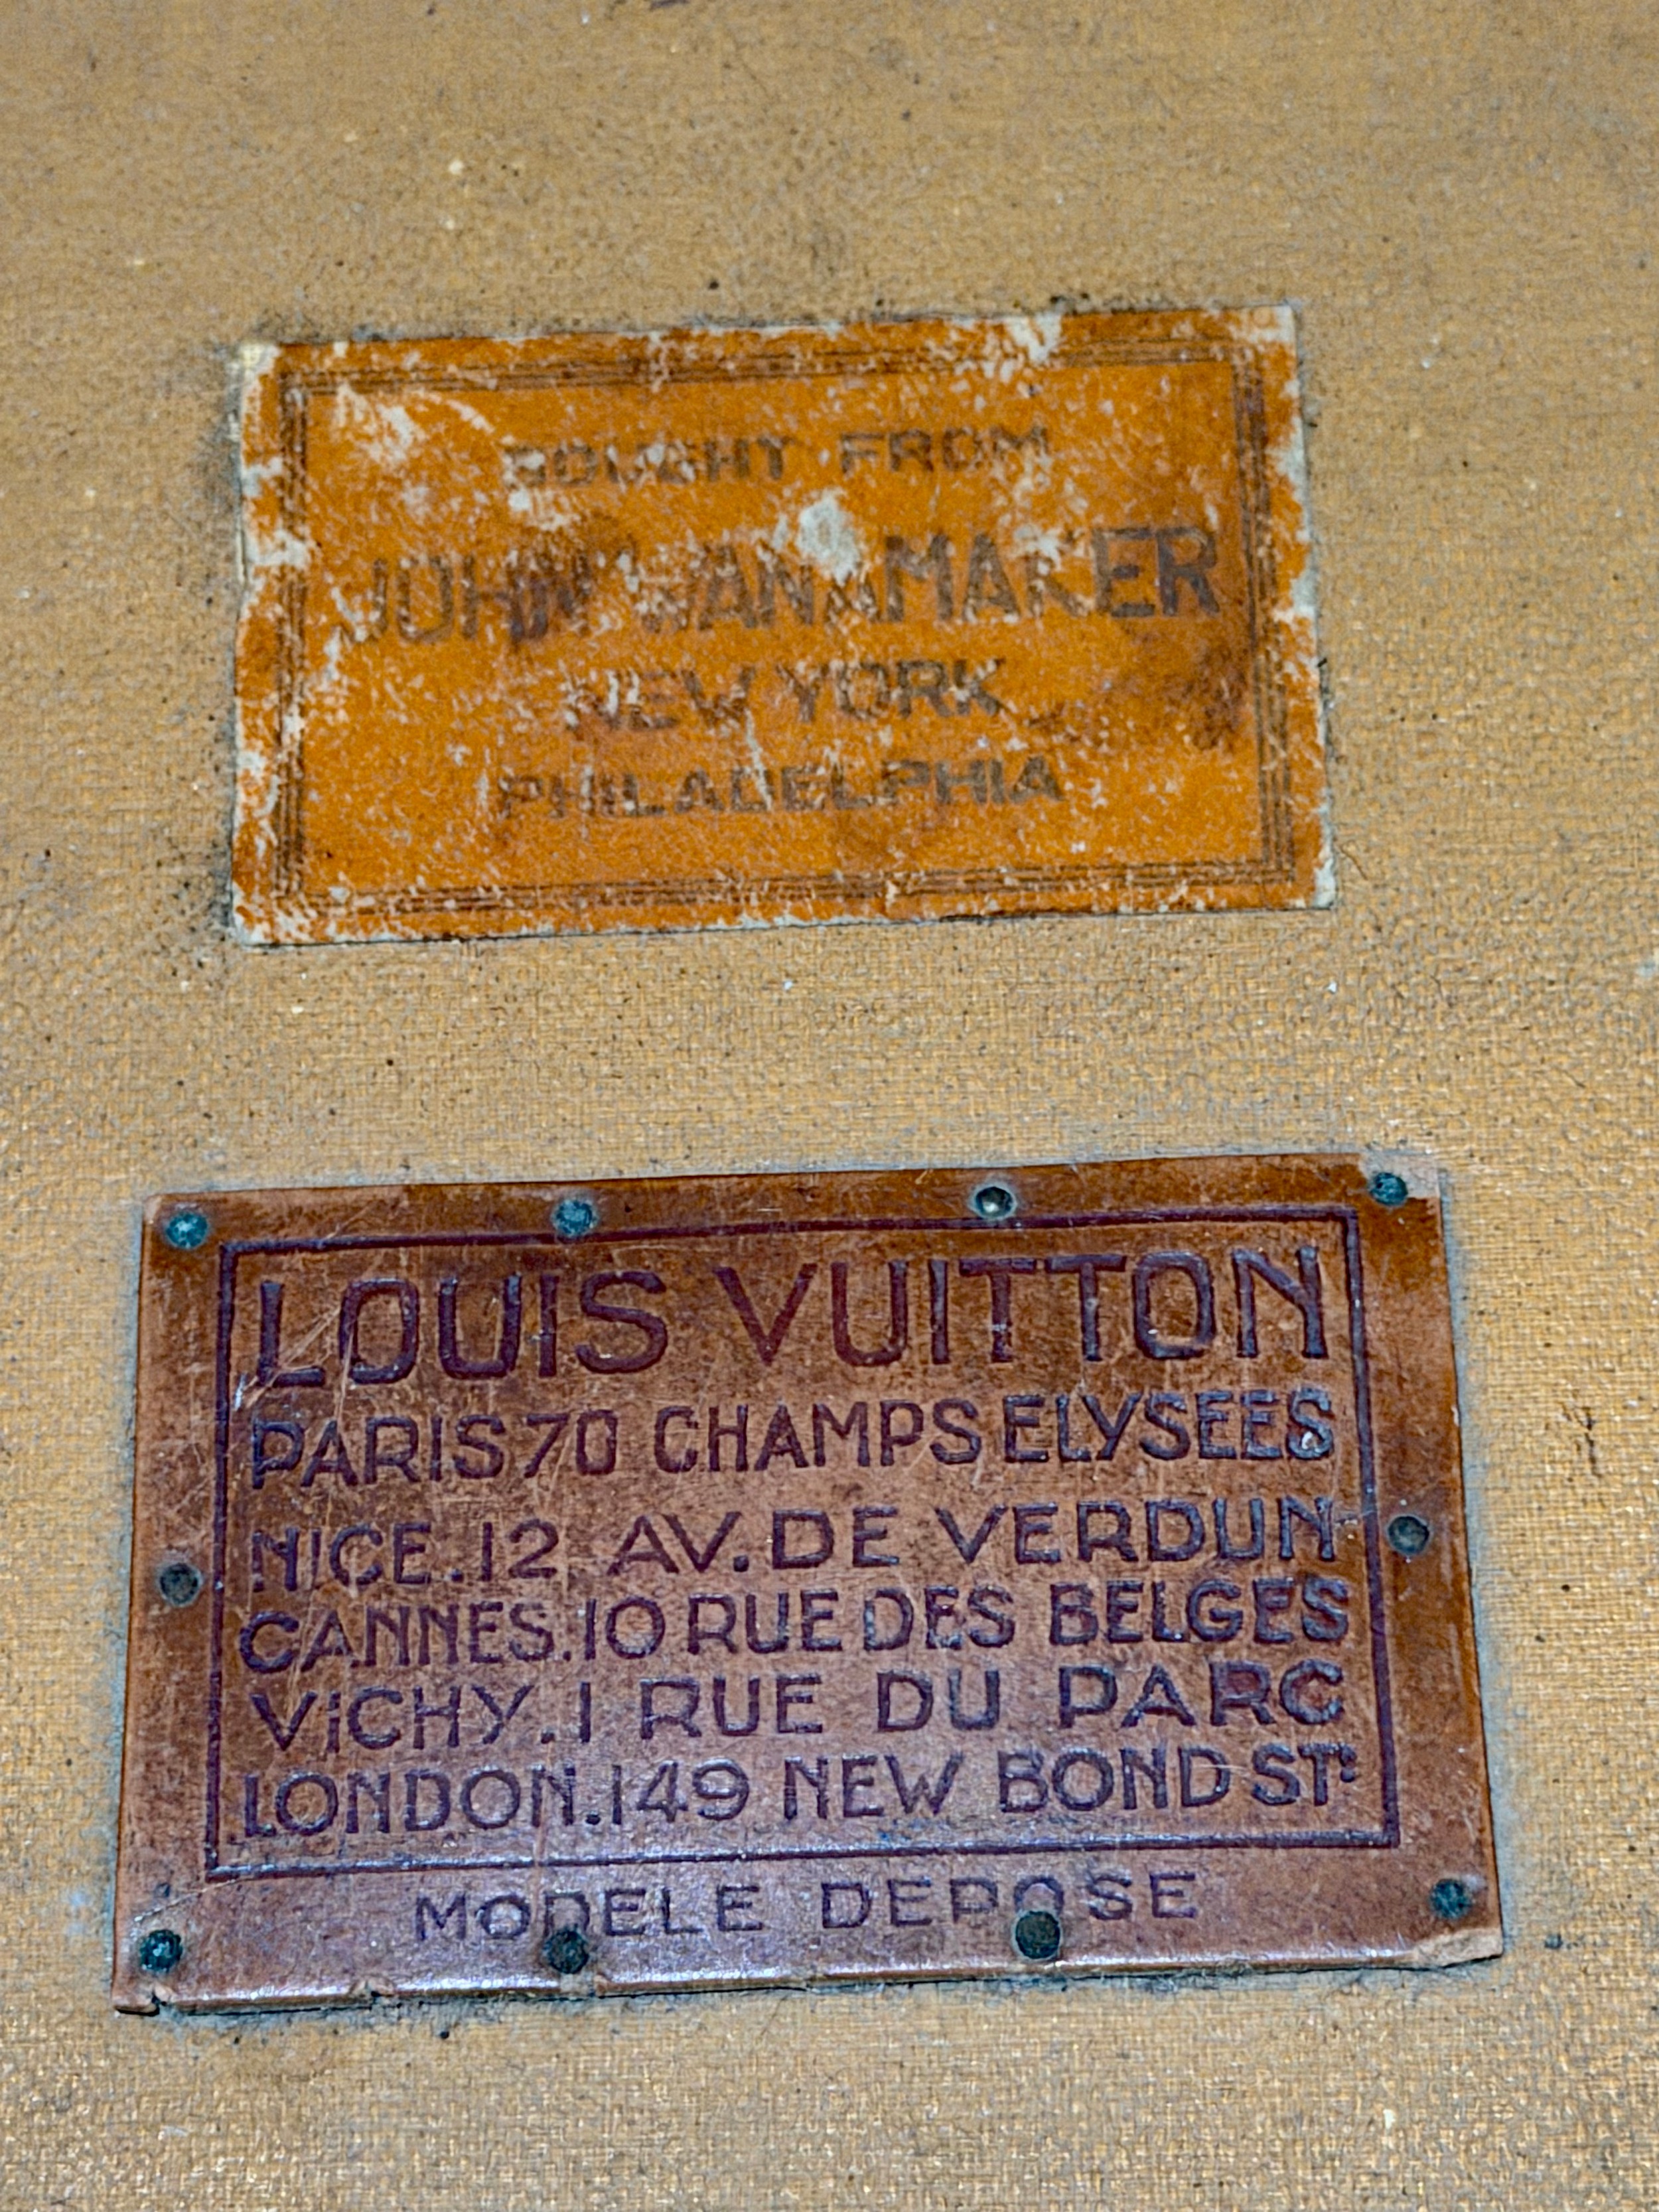 BOUGHT FROM
JOHN WANAMAKER
NEW YORK
PHILADELPHIA
LOUIS VUITTON
PARIS 70 CHAMPS ELYSEES
NICE.12 AV. DE VERDUN
CANNES.10 RUE DES BELGES
VICHY.1 RUE DU PARC
LONDON.149 NEW BOND ST:
MODELE DEPOSE